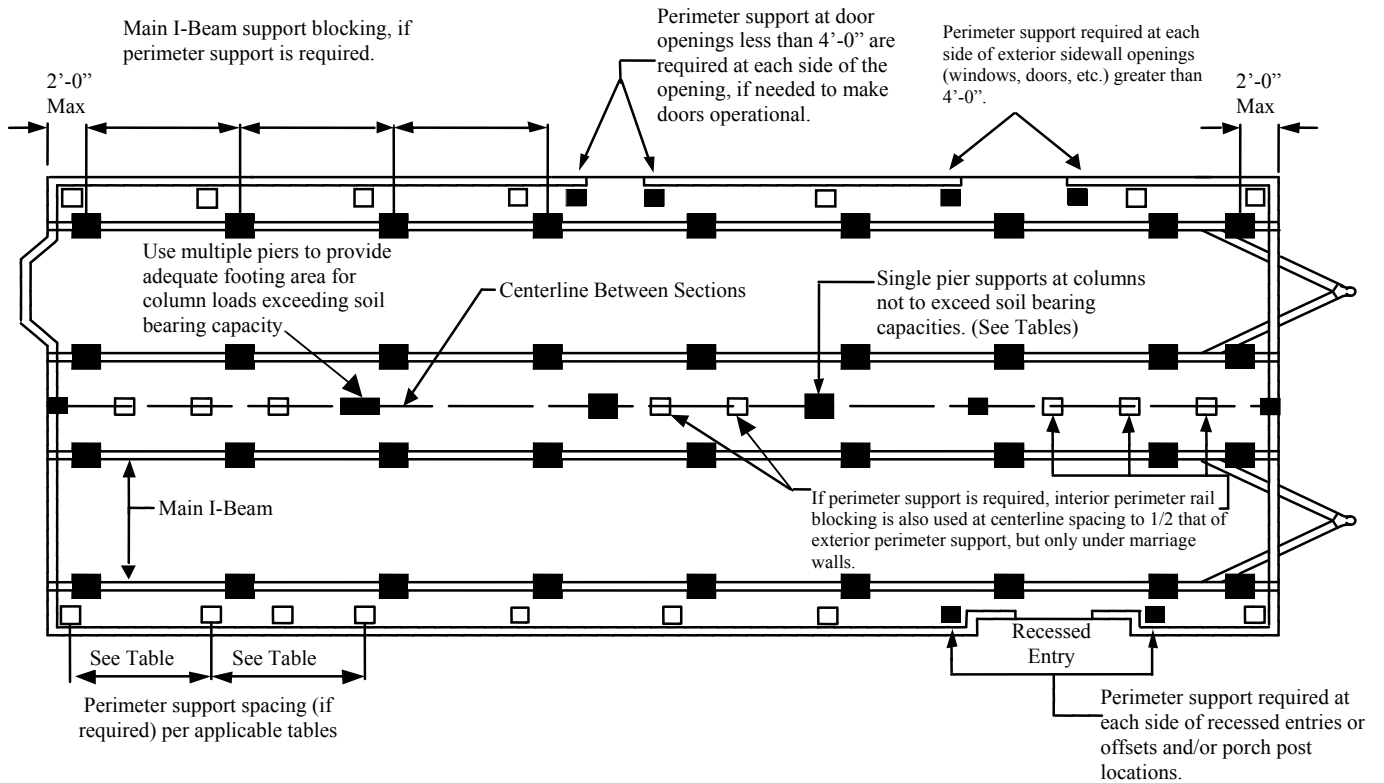 Main I-Beam support blocking, if
perimeter support is required.
2’-0”
Max
Perimeter support at door
openings less than 4’-0” are
required at each side of the
opening, if needed to make
doors operational.
Perimeter support required at each
side of exterior sidewall openings
(windows, doors, etc.) greater than
4’-0”.
2’-0”
Max
Use multiple piers to provide
adequate footing area for
column loads exceeding soil
bearing capacity
Centerline Between Sections
Single pier supports at columns
not to exceed soil bearing
capacities. (See Tables)
Main I-Beam
If perimeter support is required, interior perimeter rail
blocking is also used at centerline spacing to 1/2 that of
exterior perimeter support, but only under marriage
walls.
See Table
See Table
Perimeter support spacing (if
required) per applicable tables
Recessed
Entry
Perimeter support required at
each side of recessed entries or
offsets and/or porch post
locations.